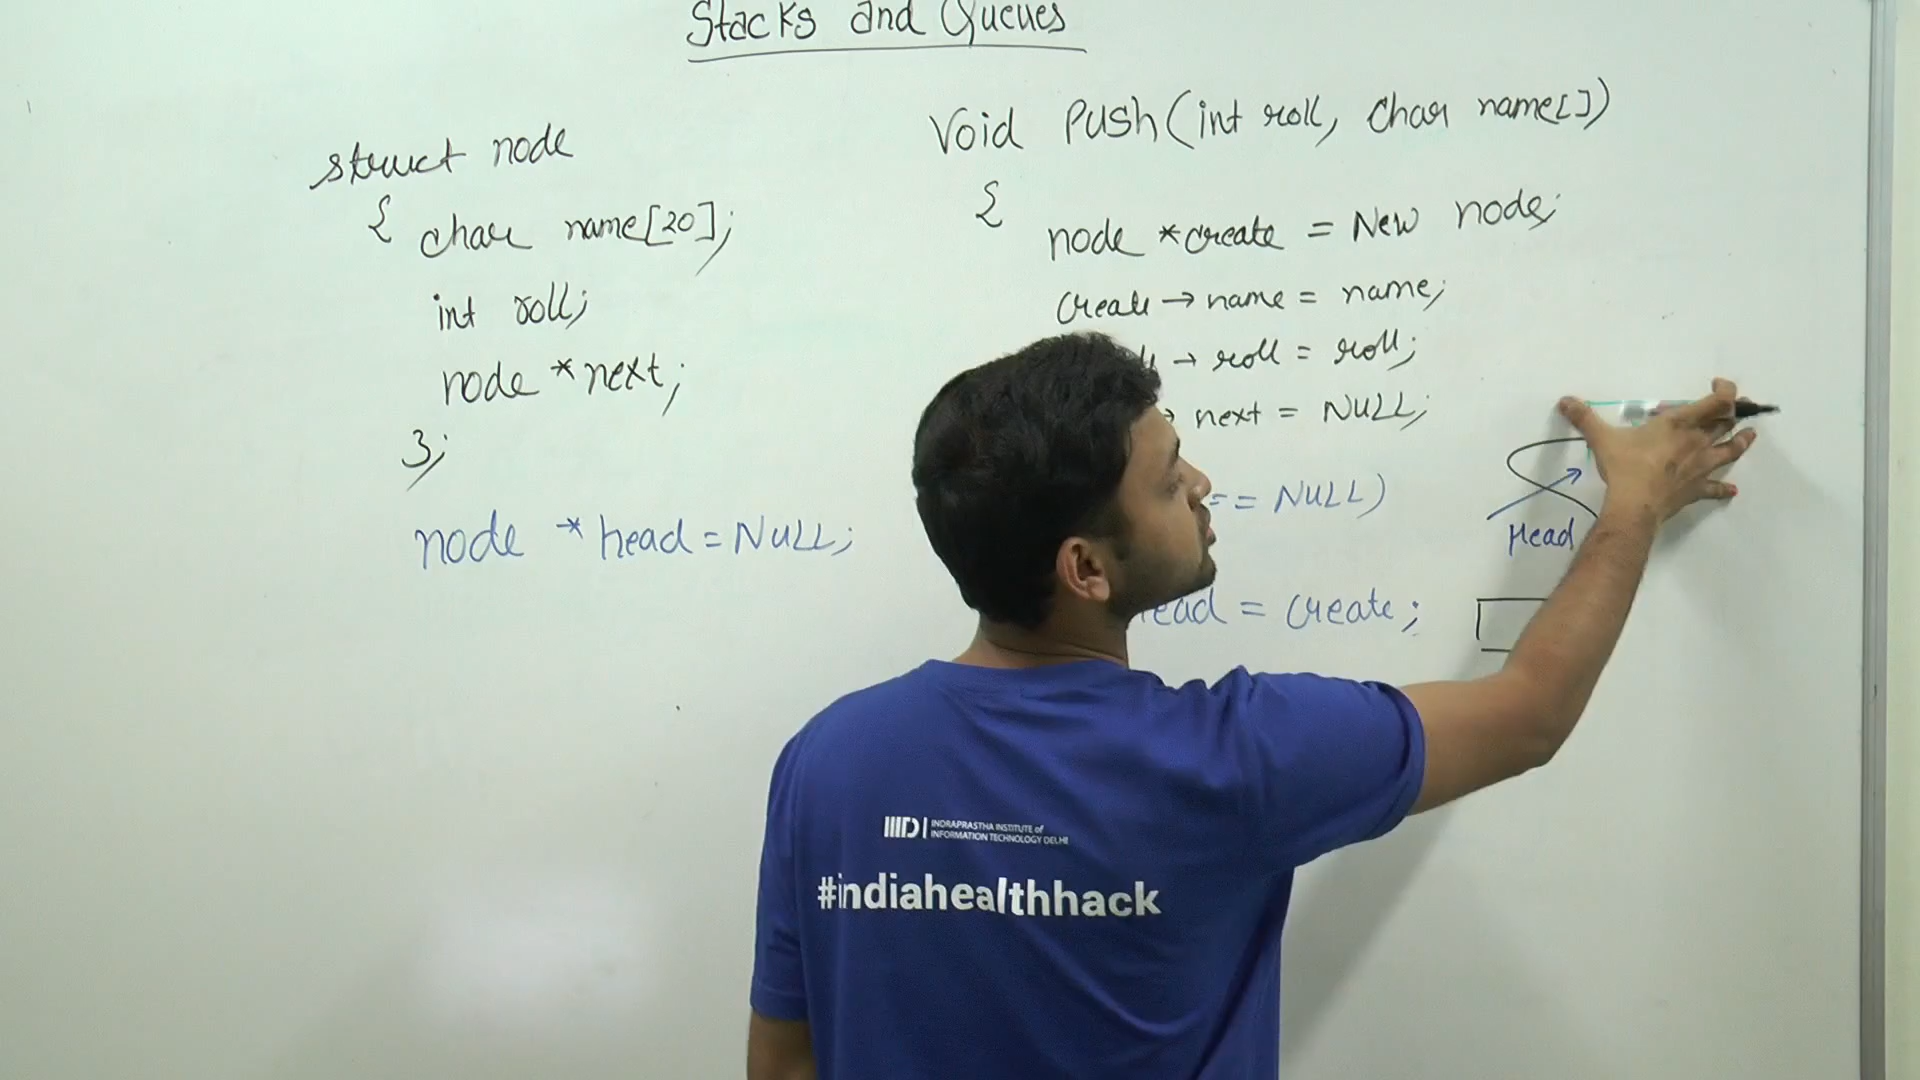 Stacks and Queues
struct node
{ char name[20];
int roll;
node *next;
};
node *head = NULL;
Void Push(int roll, char name[])
{
node *create = New node;
create → name = name;
→ roll = roll;
→ next = NULL;
== NULL)
ead = create;
Head
IIIID | INDRAPRASTHA INSTITUTE of
INFORMATION TECHNOLOGY DELHI
#indiahealthhack